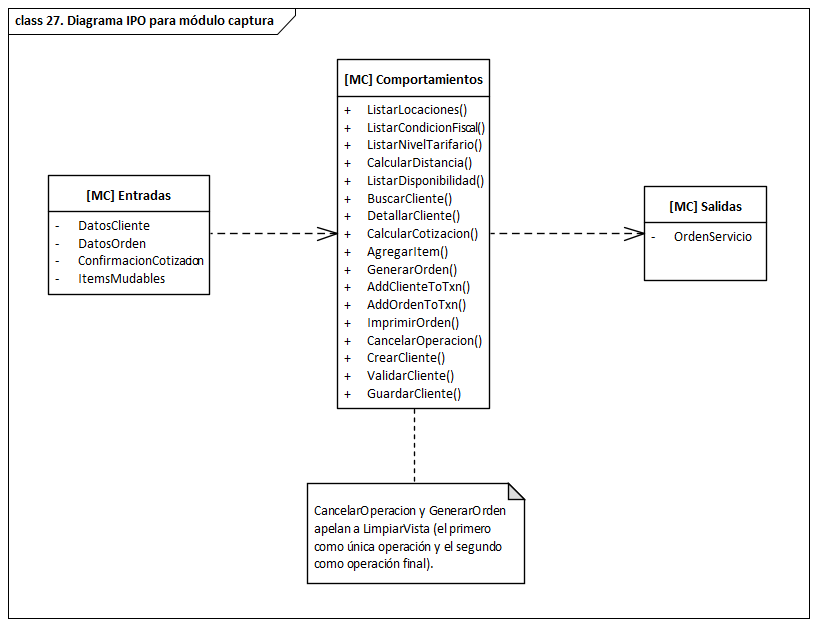 class 27. Diagrama IPO para módulo captura
[MC] Entradas
- DatosCliente
- DatosOrden
- ConfirmacionCotizacion
- ItemsMudables
[MC] Comportamientos
+ ListarLocaciones()
+ ListarCondicionFiscal()
+ ListarNivelTarifario()
+ CalcularDistancia()
+ ListarDisponibilidad()
+ BuscarCliente()
+ DetallarCliente()
+ CalcularCotizacion()
+ AgregarItem()
+ GenerarOrden()
+ AddClienteToTxn()
+ AddOrdenToTxn()
+ ImprimirOrden()
+ CancelarOperacion()
+ CrearCliente()
+ ValidarCliente()
+ GuardarCliente()
[MC] Salidas
- OrdenServicio
CancelarOperacion y GenerarOrden
apelan a LimpiarVista (el primero
como única operación y el segundo
como operación final).